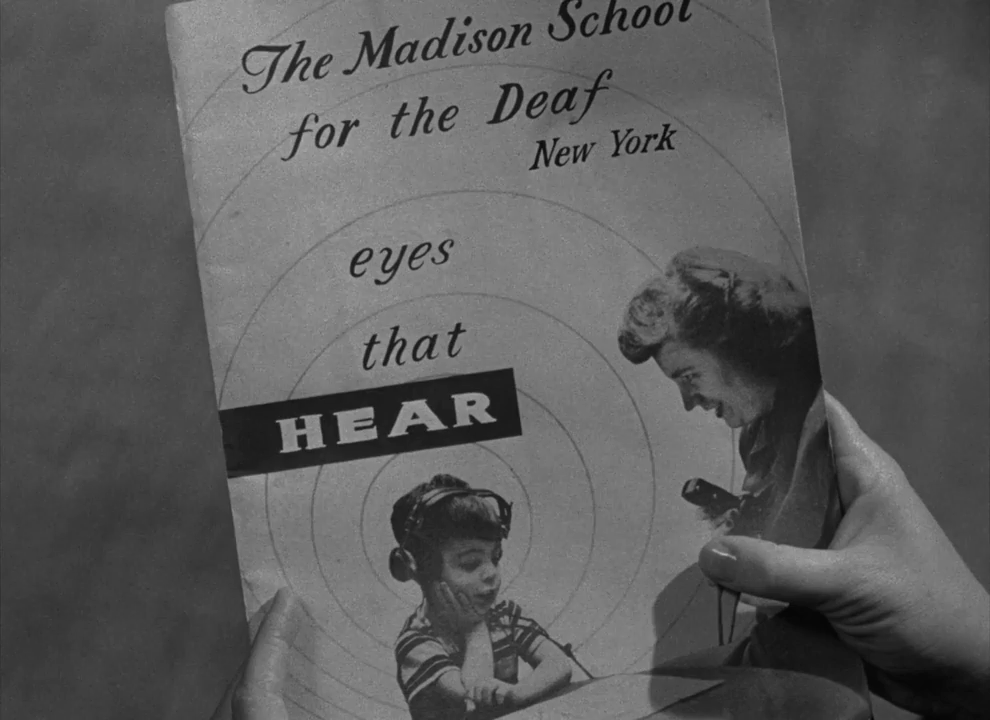 The Madison School
for the Deaf
New York
eyes
that
HEAR